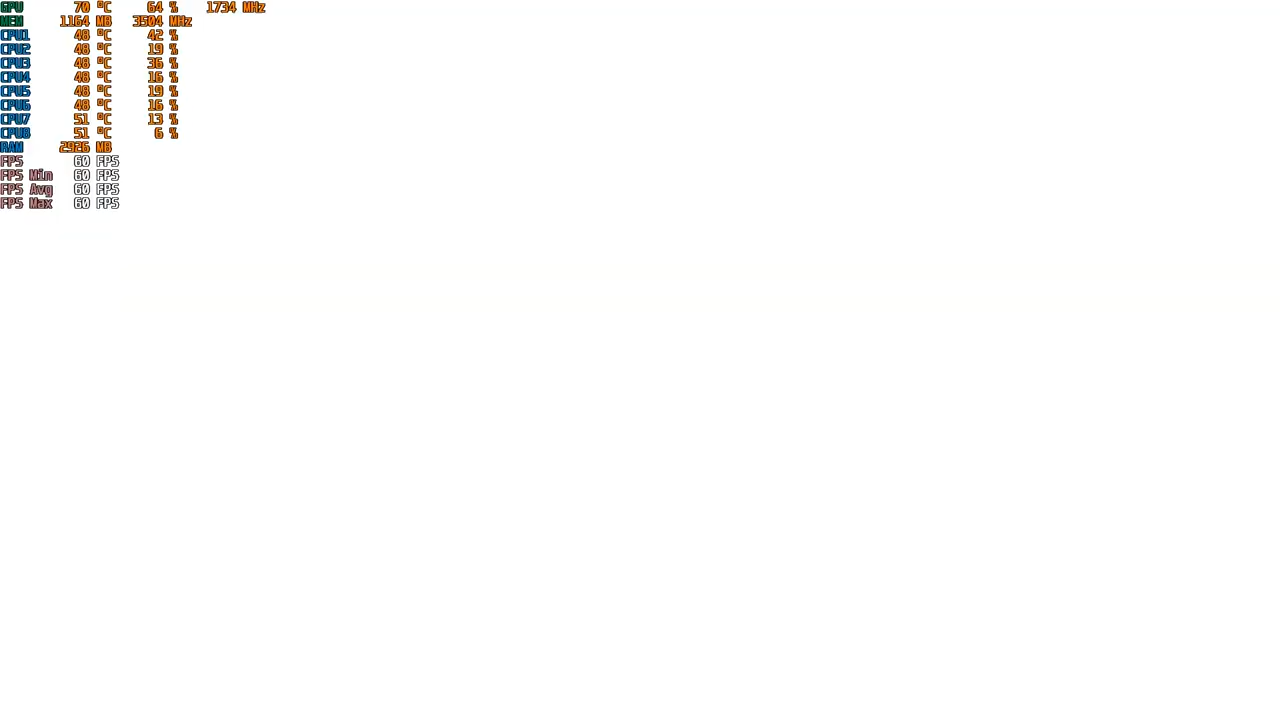 GPU 70 °C 64 % 1734 MHz
MEM 1164 MB 3504 MHz
CPU1 48 °C 42 %
CPU2 48 °C 19 %
CPU3 48 °C 36 %
CPU4 48 °C 16 %
CPU5 48 °C 19 %
CPU6 48 °C 16 %
CPU7 51 °C 13 %
CPU8 51 °C 6 %
RAM 2926 MB
FPS 60 FPS
FPS Min 60 FPS
FPS Avg 60 FPS
FPS Max 60 FPS